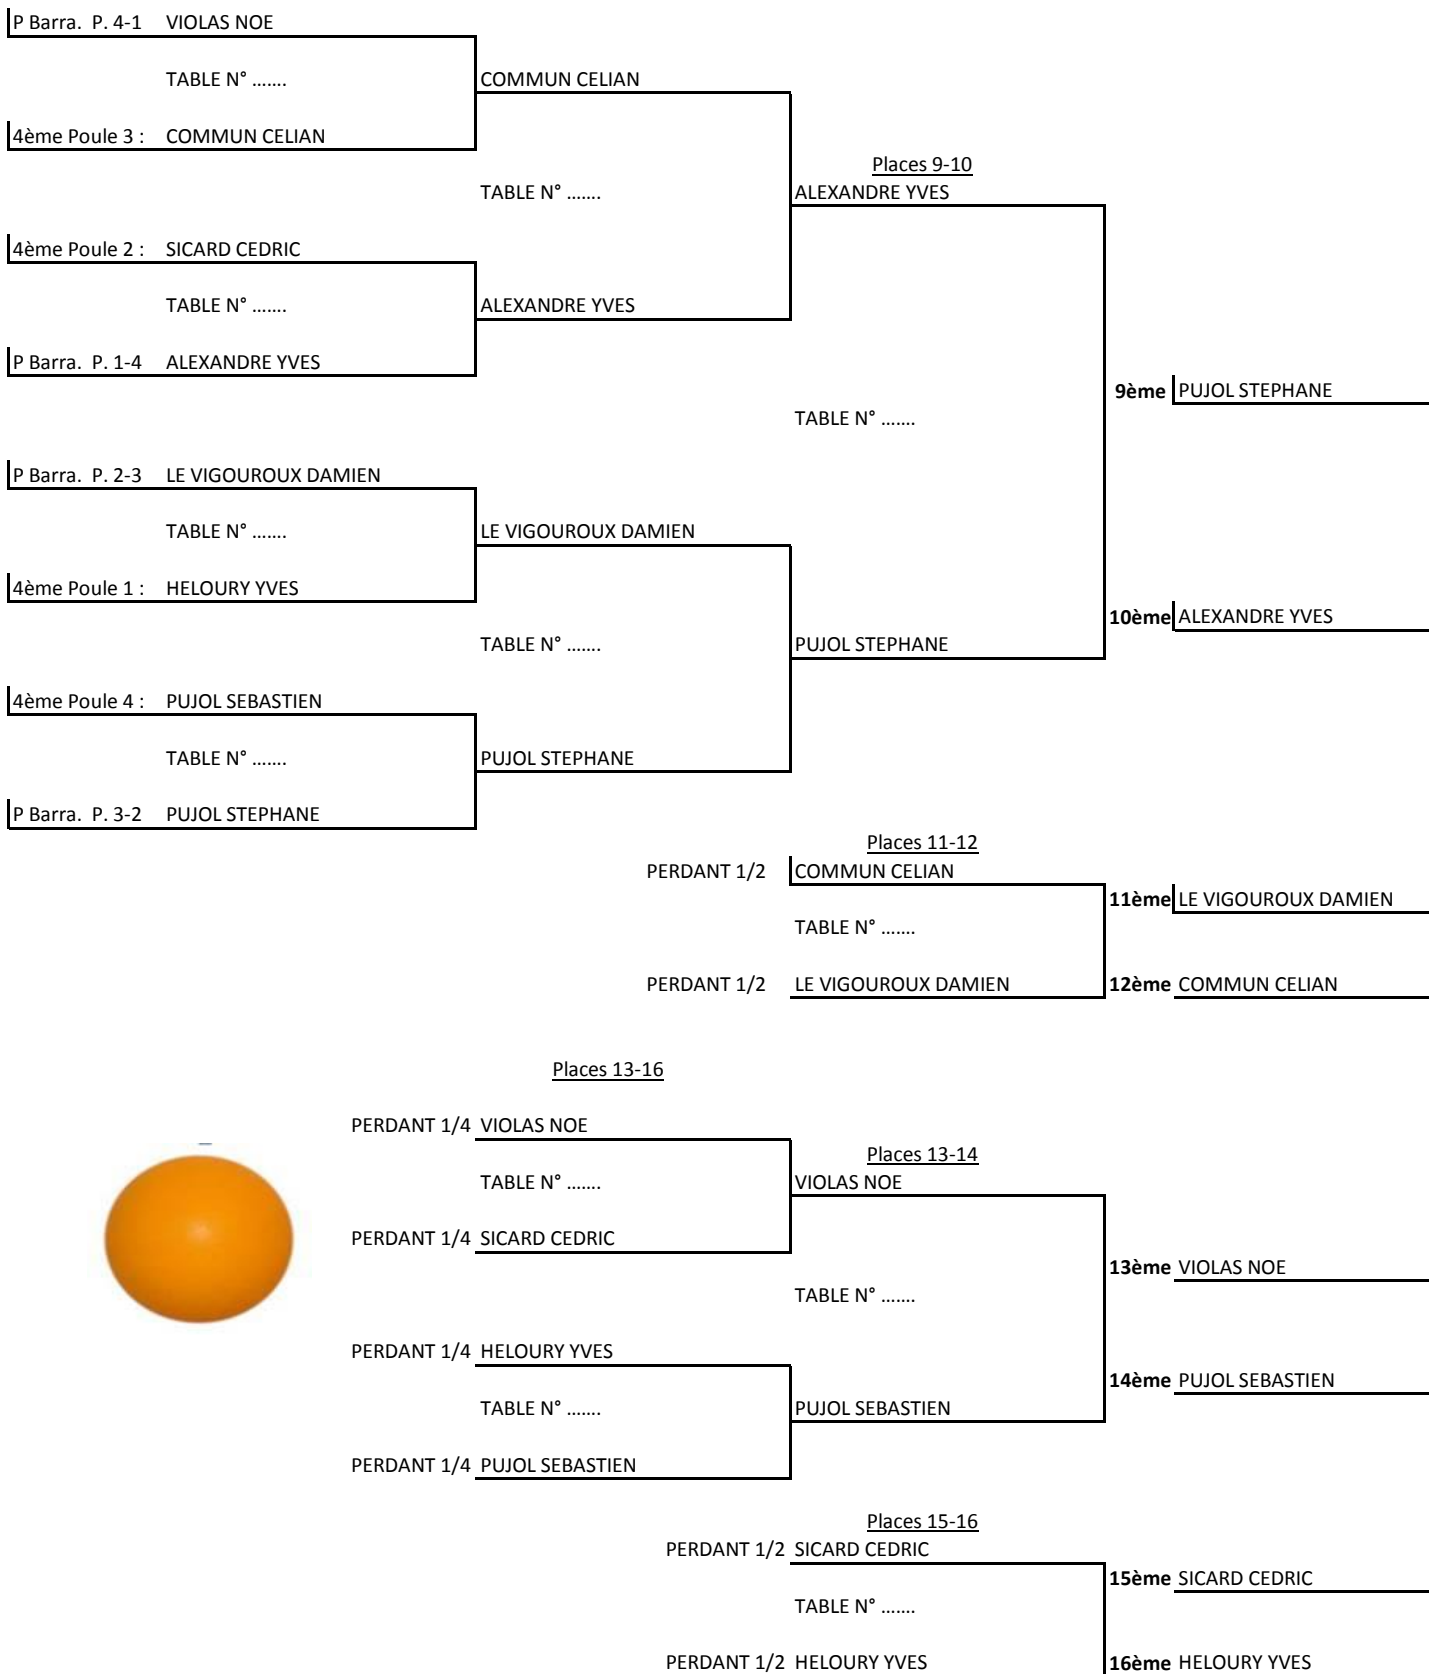 P Barra.  P. 4-1 VIOLAS NOE
TABLE N° ....... COMMUN CELIAN
4ème Poule 3 : COMMUN CELIAN
Places 9-10
TABLE N° ....... ALEXANDRE YVES
4ème Poule 2 : SICARD CEDRIC
TABLE N° ....... ALEXANDRE YVES
P Barra.  P. 1-4 ALEXANDRE YVES
9ème PUJOL STEPHANE
TABLE N° .......
P Barra.  P. 2-3 LE VIGOUROUX DAMIEN
TABLE N° ....... LE VIGOUROUX DAMIEN
4ème Poule 1 : HELOURY YVES
10ème ALEXANDRE YVES
TABLE N° ....... PUJOL STEPHANE
4ème Poule 4 : PUJOL SEBASTIEN
TABLE N° ....... PUJOL STEPHANE
P Barra.  P. 3-2 PUJOL STEPHANE
Places 11-12
PERDANT 1/2 COMMUN CELIAN
11ème LE VIGOUROUX DAMIEN
TABLE N° .......
PERDANT 1/2 LE VIGOUROUX DAMIEN 12ème COMMUN CELIAN
Places 13-16
PERDANT 1/4 VIOLAS NOE
Places 13-14
TABLE N° ....... VIOLAS NOE
PERDANT 1/4 SICARD CEDRIC
13ème VIOLAS NOE
TABLE N° .......
PERDANT 1/4 HELOURY YVES
14ème PUJOL SEBASTIEN
TABLE N° ....... PUJOL SEBASTIEN
PERDANT 1/4 PUJOL SEBASTIEN
Places 15-16
PERDANT 1/2 SICARD CEDRIC
15ème SICARD CEDRIC
TABLE N° .......
PERDANT 1/2 HELOURY YVES 16ème HELOURY YVES